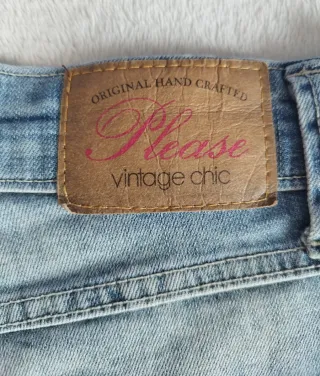 ORIGINAL HAND CRAFTED
Please
vintage chic